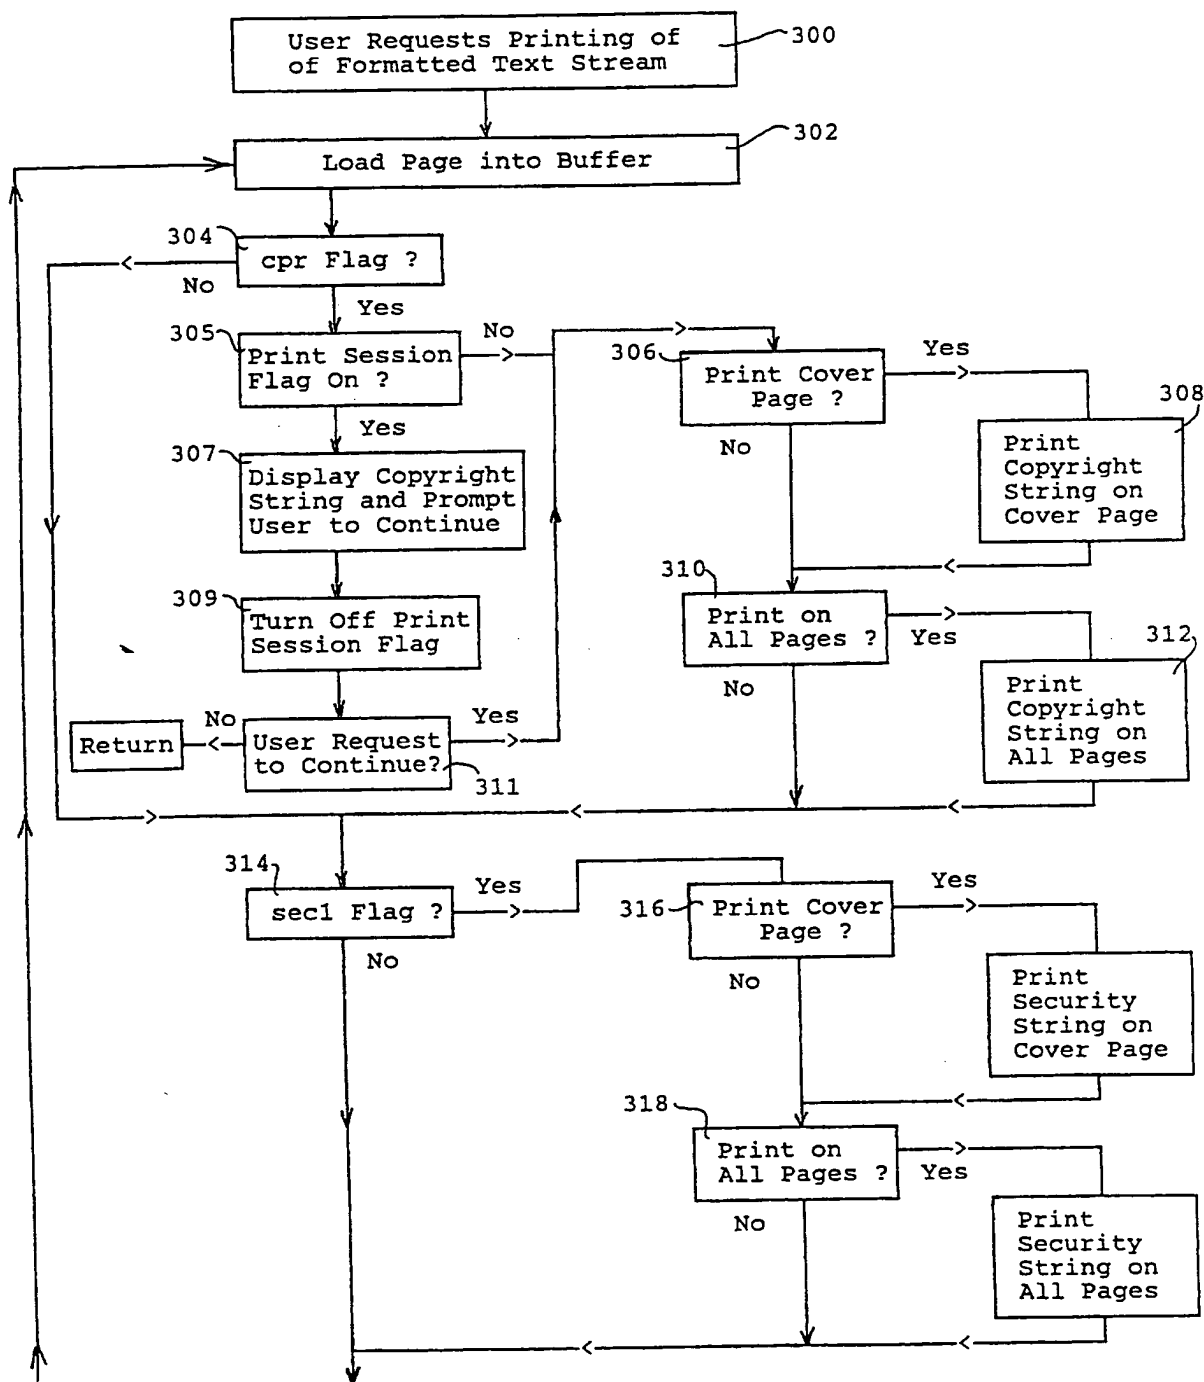 User Requests Printing of
of Formatted Text Stream
300
Load Page into Buffer
302
304
cpr Flag ?
No
Yes
305
Print Session
Flag On ?
No
Yes
306
Print Cover
Page ?
Yes
No
308
Print
Copyright
String on
Cover Page
307
Display Copyright
String and Prompt
User to Continue
309
Turn Off Print
Session Flag
310
Print on
All Pages ?
Yes
No
312
Print
Copyright
String on
All Pages
Return
No
User Request
to Continue?
Yes
311
314
sec1 Flag ?
Yes
No
316
Print Cover
Page ?
Yes
No
Print
Security
String on
Cover Page
318
Print on
All Pages ?
Yes
No
Print
Security
String on
All Pages